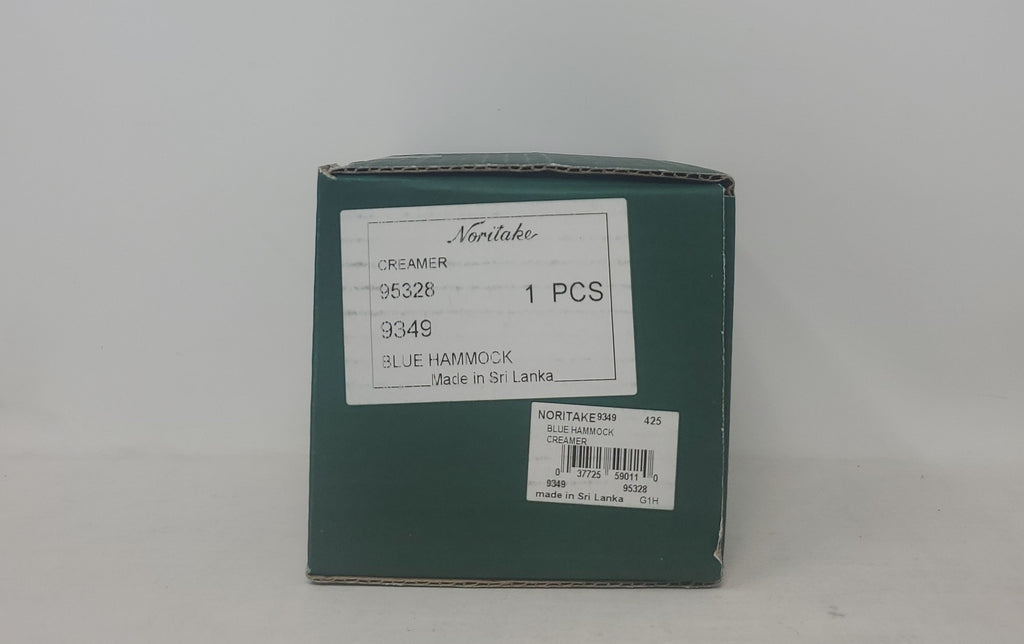 Noritake
CREAMER
95328 1 PCS
9349
BLUE HAMMOCK
Made in Sri Lanka
NORITAKE 9349 425
BLUE HAMMOCK
CREAMER
0 37725 59011 0
9349 95328
made in Sri Lanka G1H